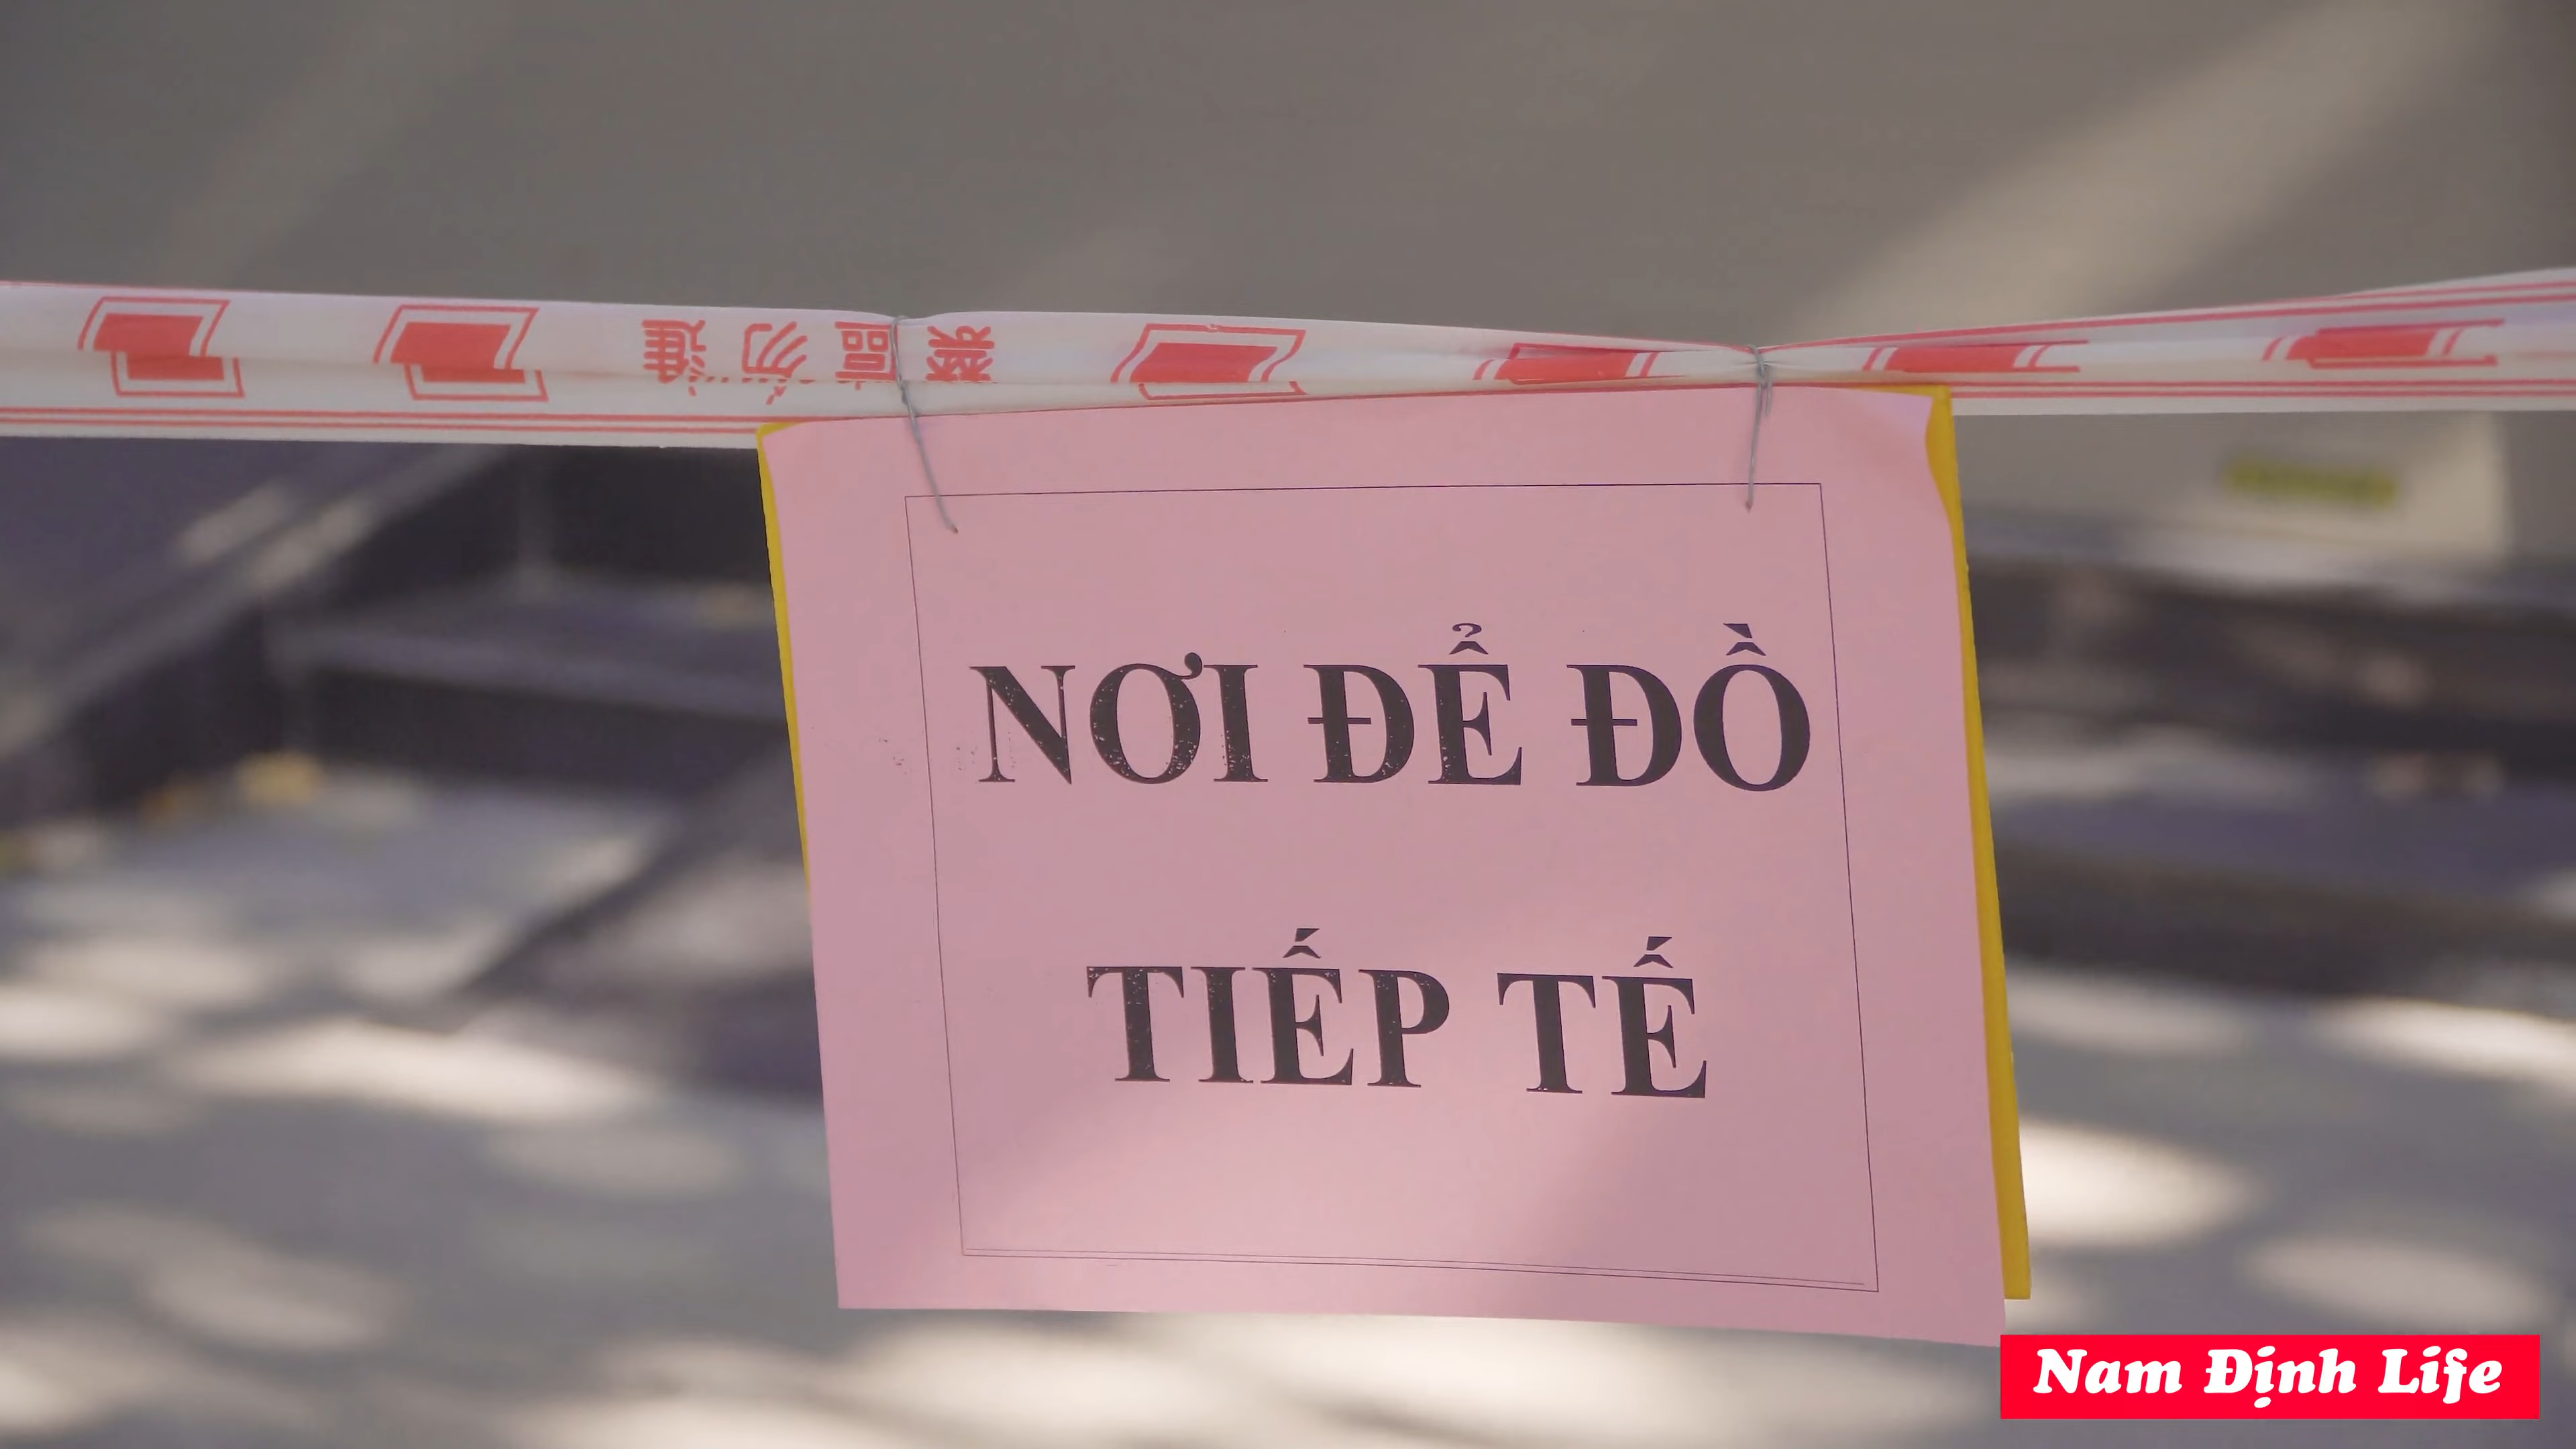 NƠI ĐỂ ĐỒ
TIẾP TẾ
Nam Định Life